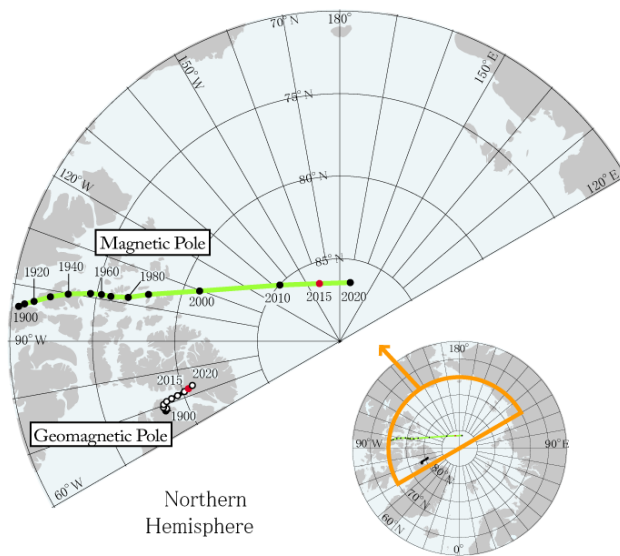 70°N
180°
150°W
75°N
150°E
120°W
80°N
120°E
Magnetic Pole
85°N
1920
1940
1960
1980
2000
2010
2015
2020
1900
90°W
2015
2020
1900
Geomagnetic Pole
60°W
Northern
Hemisphere
180°
90°W
90°E
80°N
70°N
60°N
0°